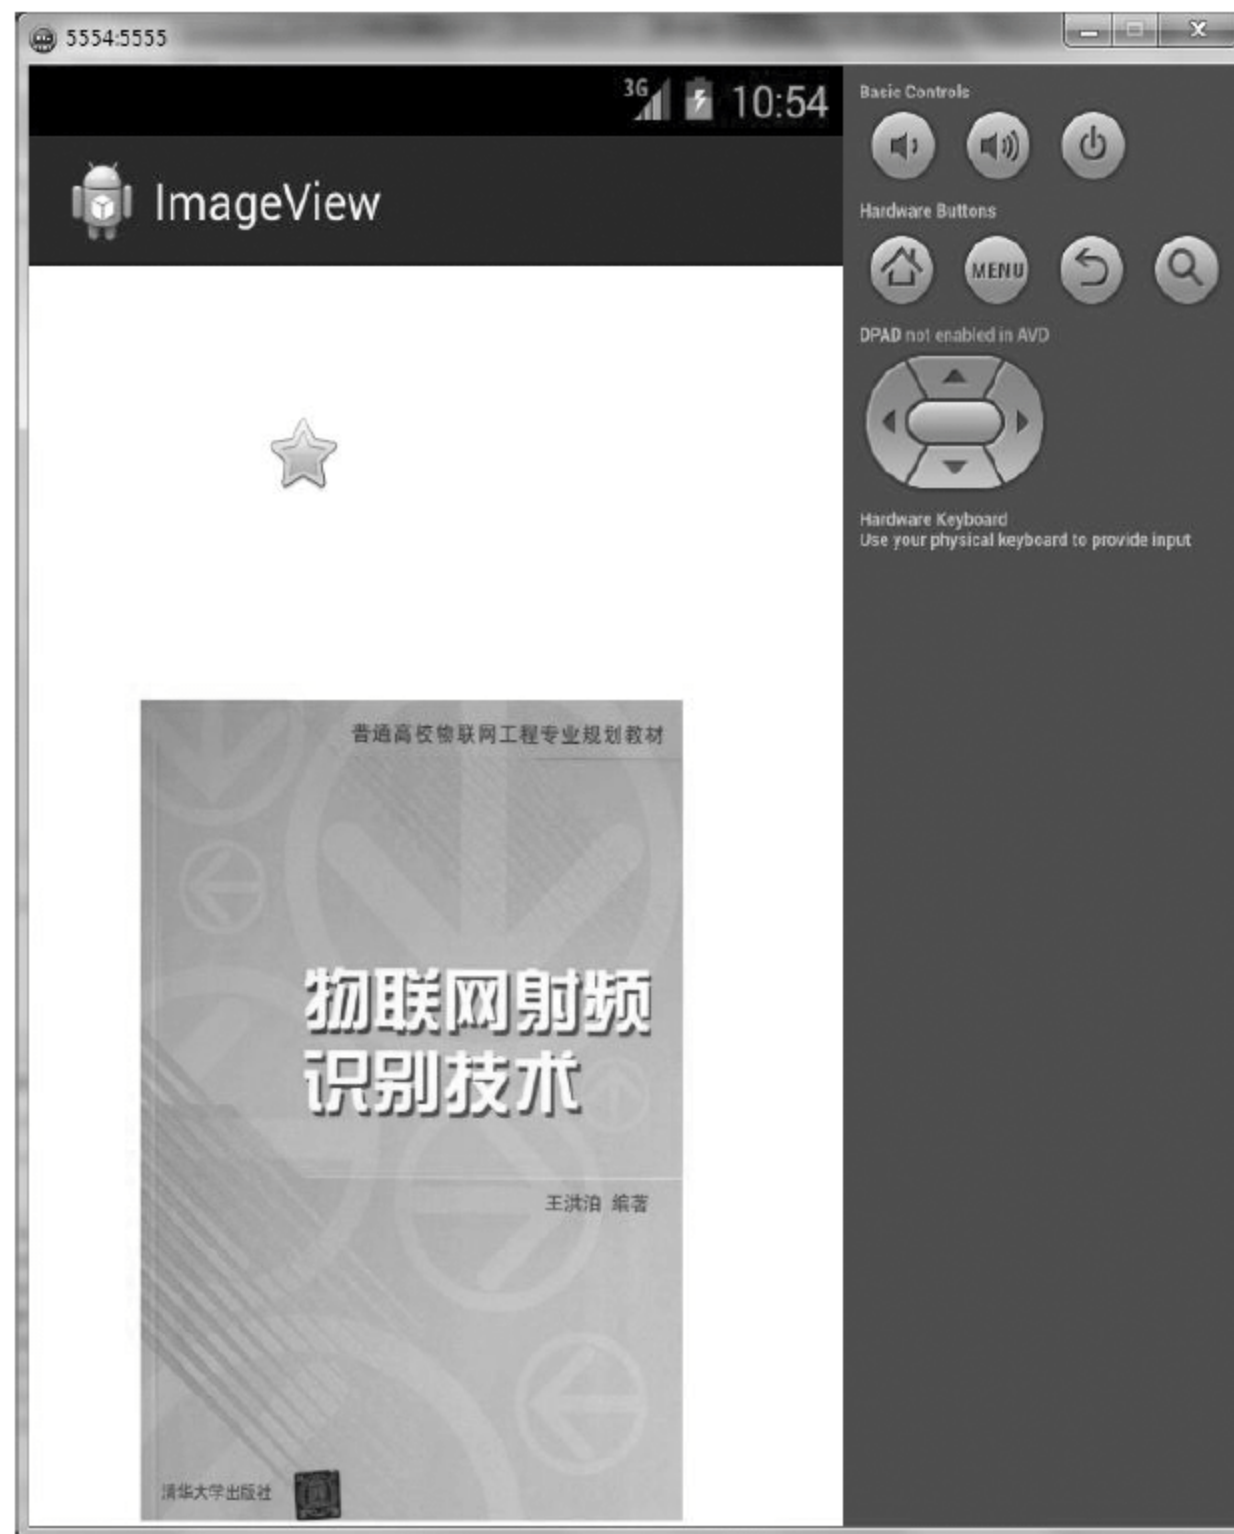 5554:5555
3G
10:54
ImageView
Basic Controls
Hardware Buttons
MENU
DPAD not enabled in AVD
Hardware Keyboard
Use your physical keyboard to provide input
普通高校物联网工程专业规划教材
物联网射频
识别技术
王洪泊 编著
清华大学出版社